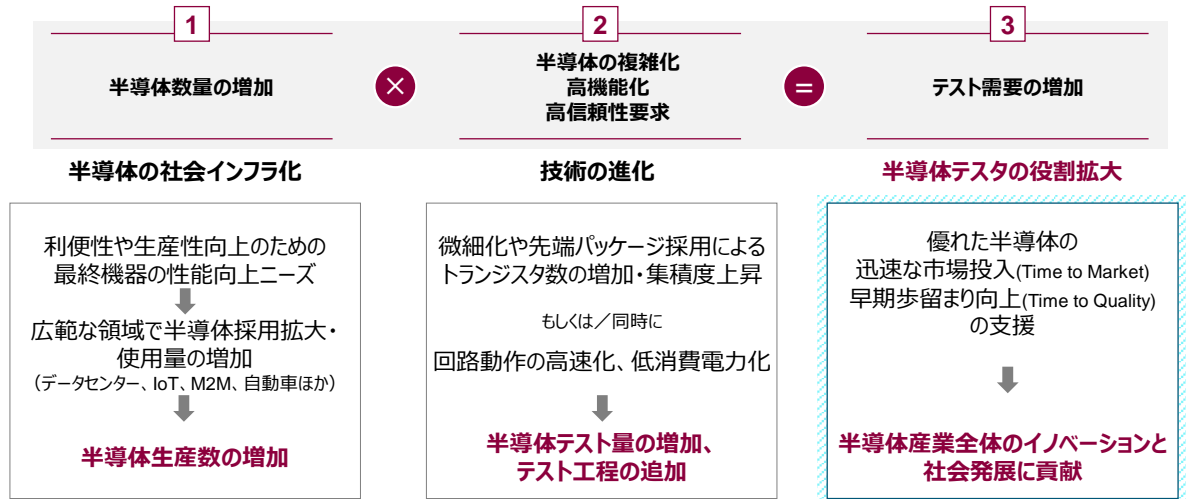 1
半導体数量の増加
×
2
半導体の複雑化
高機能化
高信頼性要求
=
3
テスト需要の増加
半導体の社会インフラ化
利便性や生産性向上のための
最終機器の性能向上ニーズ
広範な領域で半導体採用拡大・
使用量の増加
（データセンター、IoT、M2M、自動車ほか）
半導体生産数の増加
技術の進化
微細化や先端パッケージ採用による
トランジスタ数の増加・集積度上昇
もしくは／同時に
回路動作の高速化、低消費電力化
半導体テスト量の増加、
テスト工程の追加
半導体テスタの役割拡大
優れた半導体の
迅速な市場投入(Time to Market)
早期歩留まり向上(Time to Quality)
の支援
半導体産業全体のイノベーションと
社会発展に貢献